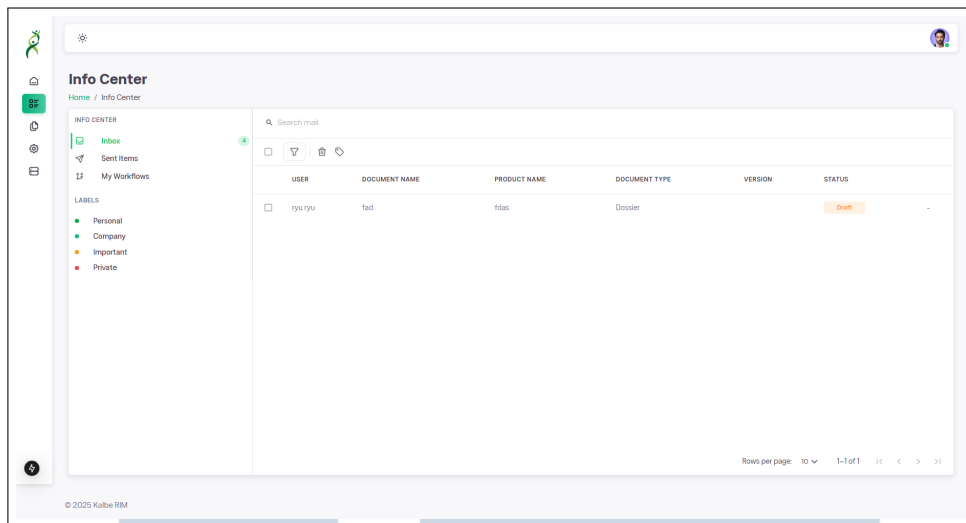 Info Center
Home / Info Center
INFO CENTER
Inbox 4
Sent Items
My Workflows
LABELS
Personal
Company
Important
Private
Search mail
USER DOCUMENT NAME PRODUCT NAME DOCUMENT TYPE VERSION STATUS
ryu ryu fad fdas Dossier Draft -
Rows per page: 10 1–1 of 1
© 2025 Kalbe RIM